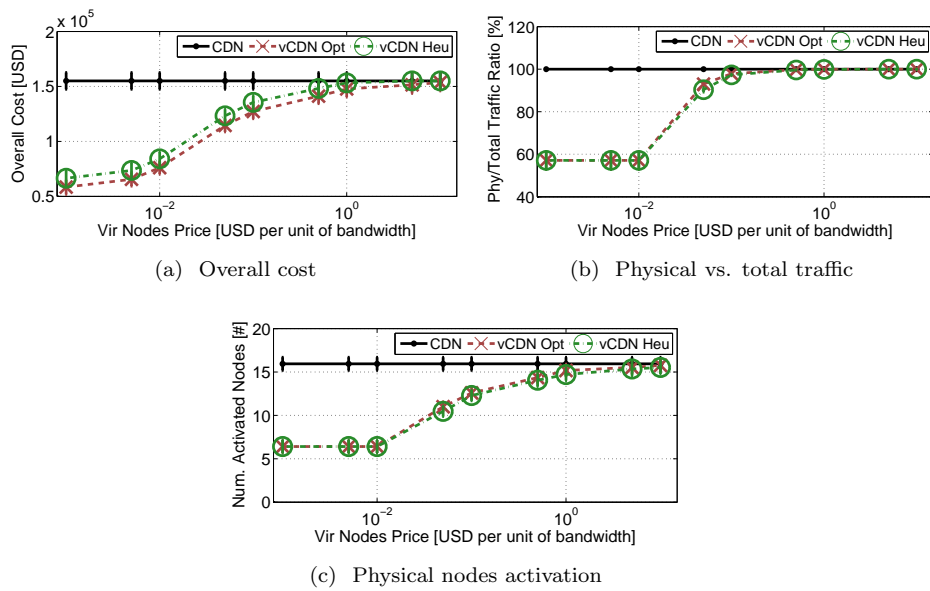 x 10^5
CDN vCDN Opt vCDN Heu
Overall Cost [USD]
2
1.5
1
0.5
10^-2 10^0
Vir Nodes Price [USD per unit of bandwidth]
(a) Overall cost
Phy/Total Traffic Ratio [%]
CDN vCDN Opt vCDN Heu
120
100
80
60
40
10^-2 10^0
Vir Nodes Price [USD per unit of bandwidth]
(b) Physical vs. total traffic
Num. Activated Nodes [#]
CDN vCDN Opt vCDN Heu
20
15
10
5
0
10^-2 10^0
Vir Nodes Price [USD per unit of bandwidth]
(c) Physical nodes activation